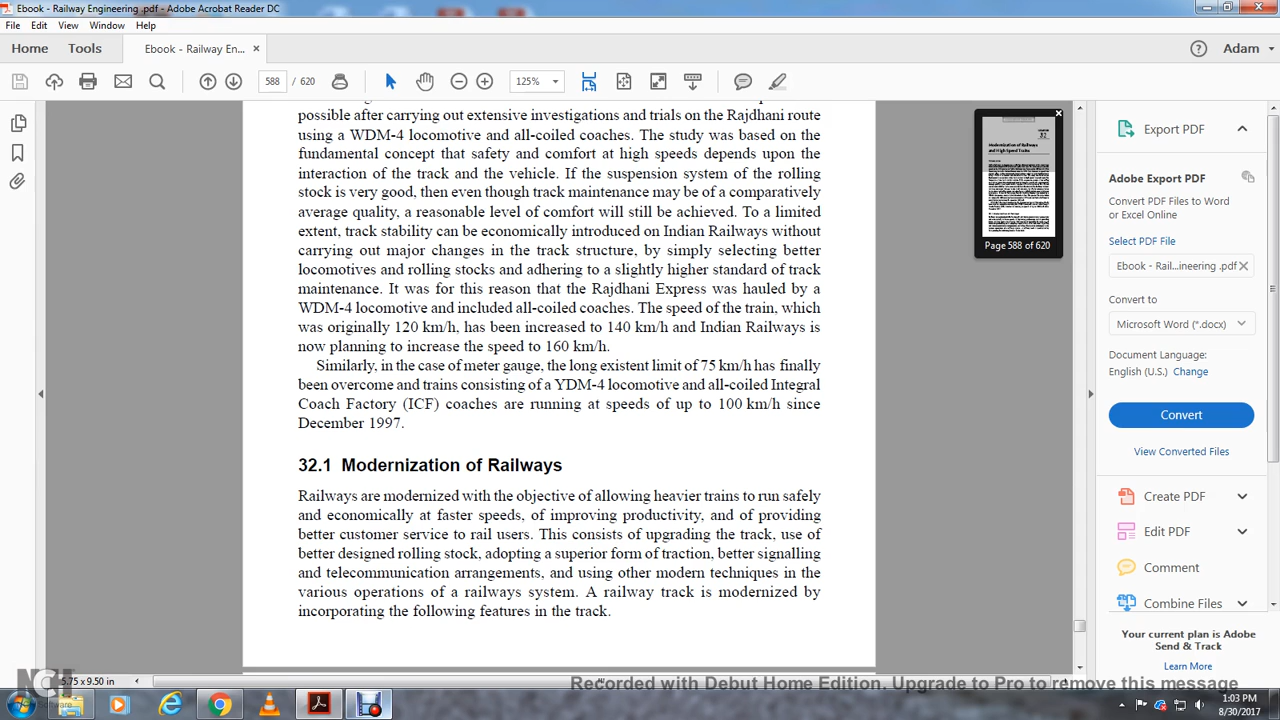 Ebook - Railway Engineering .pdf - Adobe Acrobat Reader DC
File Edit View Window Help
Home Tools Ebook - Railway En... × Adam
588 / 620 125%
possible after carrying out extensive investigations and trials on the Rajdhani route
using a WDM-4 locomotive and all-coiled coaches. The study was based on the
fundamental concept that safety and comfort at high speeds depends upon the
interaction of the track and the vehicle. If the suspension system of the rolling
stock is very good, then even though track maintenance may be of a comparatively
average quality, a reasonable level of comfort will still be achieved. To a limited
extent, track stability can be economically introduced on Indian Railways without
carrying out major changes in the track structure, by simply selecting better
locomotives and rolling stocks and adhering to a slightly higher standard of track
maintenance. It was for this reason that the Rajdhani Express was hauled by a
WDM-4 locomotive and included all-coiled coaches. The speed of the train, which
was originally 120 km/h, has been increased to 140 km/h and Indian Railways is
now planning to increase the speed to 160 km/h.
Similarly, in the case of meter gauge, the long existent limit of 75 km/h has finally
been overcome and trains consisting of a YDM-4 locomotive and all-coiled Integral
Coach Factory (ICF) coaches are running at speeds of up to 100 km/h since
December 1997.
32.1 Modernization of Railways
Railways are modernized with the objective of allowing heavier trains to run safely
and economically at faster speeds, of improving productivity, and of providing
better customer service to rail users. This consists of upgrading the track, use of
better designed rolling stock, adopting a superior form of traction, better signalling
and telecommunication arrangements, and using other modern techniques in the
various operations of a railways system. A railway track is modernized by
incorporating the following features in the track.
32
Modernization of Railways
and High Speed Trains
Page 588 of 620
Export PDF
Adobe Export PDF
Convert PDF Files to Word
or Excel Online
Select PDF File
Ebook - Rail...ineering .pdf
Convert to
Microsoft Word (*.docx)
Document Language:
English (U.S.) Change
Convert
View Converted Files
Create PDF
Edit PDF
Comment
Combine Files
Your current plan is Adobe
Send & Track
Learn More
5.75 x 9.50 in
NCH
Software
Recorded with Debut Home Edition. Upgrade to Pro to remove this message
1:03 PM
8/30/2017